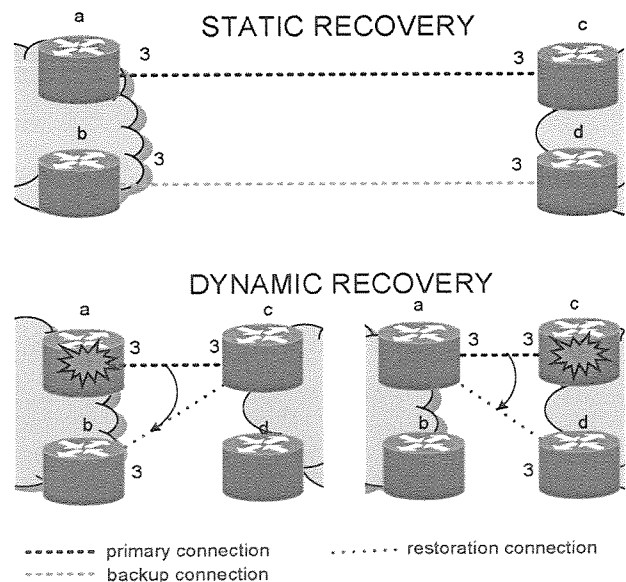 STATIC RECOVERY
a
c
3
3
b
d
3
3
DYNAMIC RECOVERY
a
c
a
c
3
3
3
3
b
d
b
d
3
3
primary connection
restoration connection
backup connection